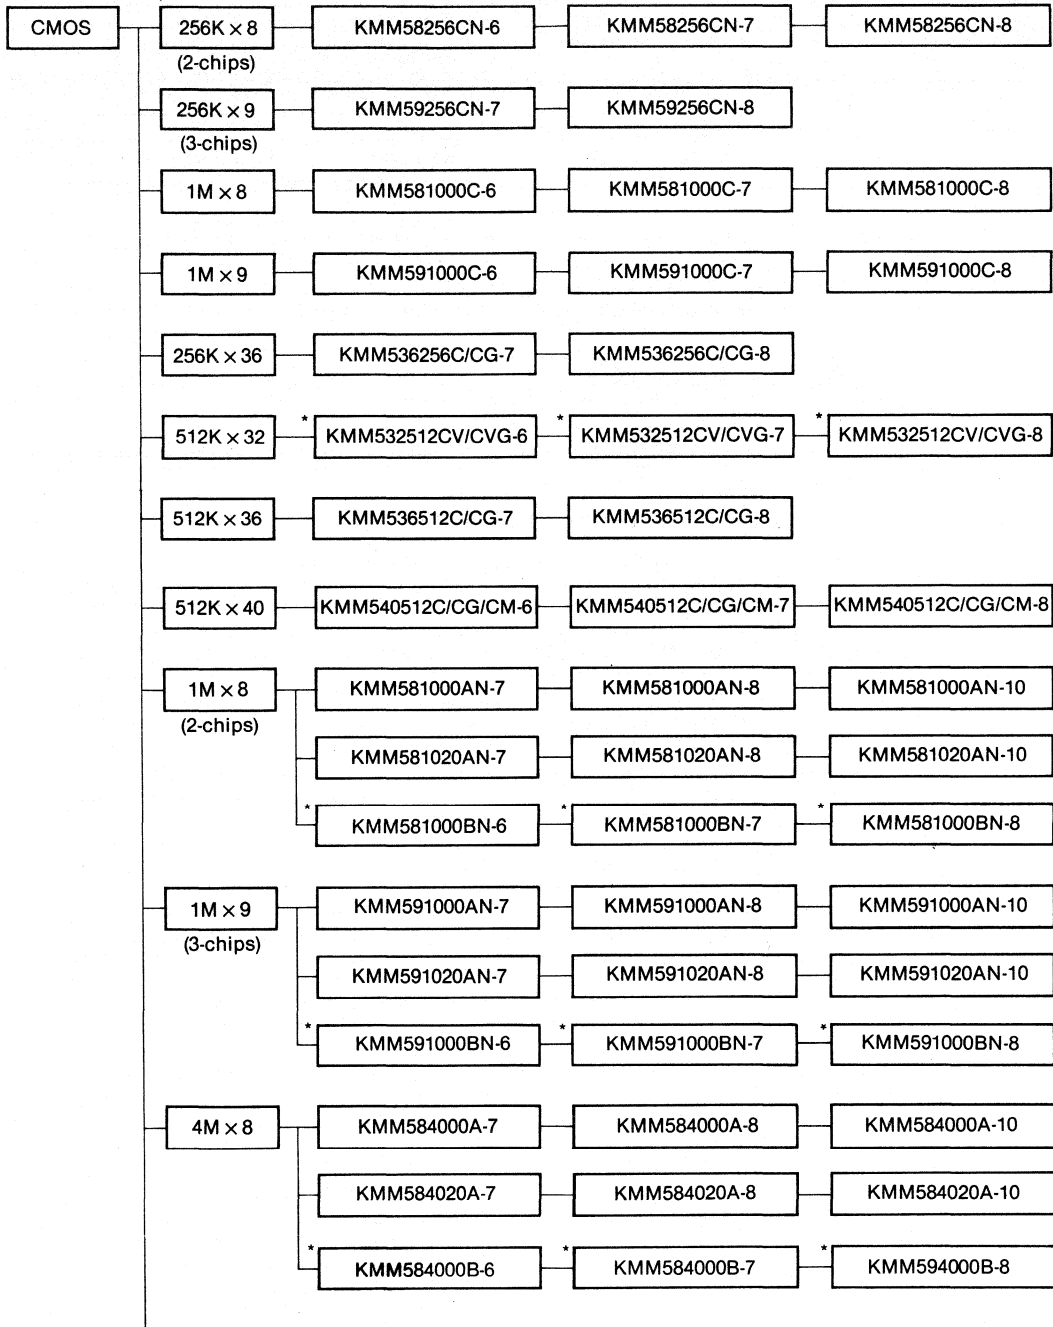 CMOS 256K × 8 KMM58256CN-6 KMM58256CN-7 KMM58256CN-8
(2-chips)
256K × 9 KMM59256CN-7 KMM59256CN-8
(3-chips)
1M × 8 KMM581000C-6 KMM581000C-7 KMM581000C-8
1M × 9 KMM591000C-6 KMM591000C-7 KMM591000C-8
256K × 36 KMM536256C/CG-7 KMM536256C/CG-8
512K × 32 * KMM532512CV/CVG-6 * KMM532512CV/CVG-7 * KMM532512CV/CVG-8
512K × 36 KMM536512C/CG-7 KMM536512C/CG-8
512K × 40 KMM540512C/CG/CM-6 KMM540512C/CG/CM-7 KMM540512C/CG/CM-8
1M × 8 KMM581000AN-7 KMM581000AN-8 KMM581000AN-10
(2-chips)
KMM581020AN-7 KMM581020AN-8 KMM581020AN-10
* KMM581000BN-6 * KMM581000BN-7 * KMM581000BN-8
1M × 9 KMM591000AN-7 KMM591000AN-8 KMM591000AN-10
(3-chips)
KMM591020AN-7 KMM591020AN-8 KMM591020AN-10
* KMM591000BN-6 * KMM591000BN-7 * KMM591000BN-8
4M × 8 KMM584000A-7 KMM584000A-8 KMM584000A-10
KMM584020A-7 KMM584020A-8 KMM584020A-10
* KMM584000B-6 * KMM584000B-7 * KMM594000B-8